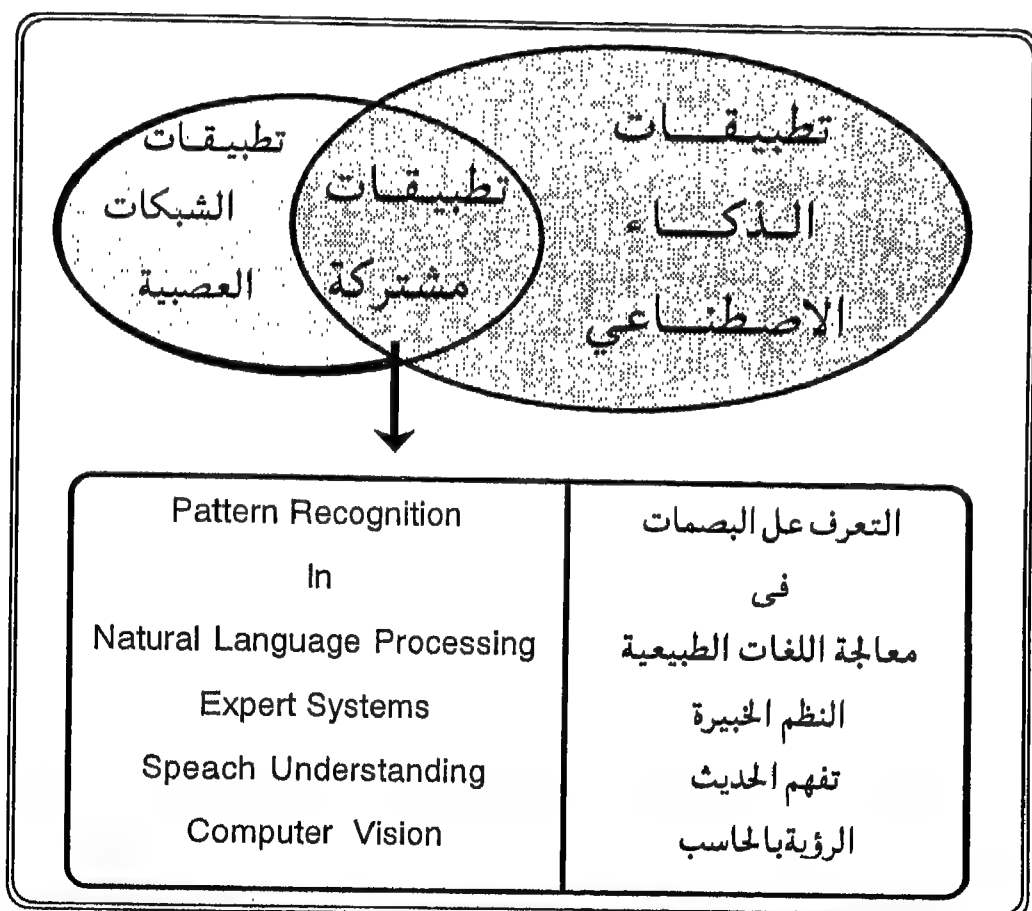 تطبيقات
الذكاء
الاصطناعي
تطبيقات
مشتركة
تطبيقات
الشبكات
العصبية
التعرف عل البصمات
فى
معالجة اللغات الطبيعية
النظم الخبيرة
تفهم الحديث
الرؤية بالحاسب
Pattern Recognition
In
Natural Language Processing
Expert Systems
Speach Understanding
Computer Vision